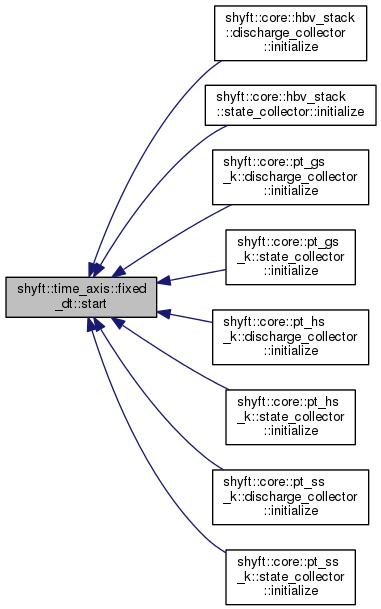 shyft::core::hbv_stack
::discharge_collector
::initialize
shyft::core::hbv_stack
::state_collector::initialize
shyft::core::pt_gs
_k::discharge_collector
::initialize
shyft::core::pt_gs
_k::state_collector
::initialize
shyft::time_axis::fixed
_dt::start
shyft::core::pt_hs
_k::discharge_collector
::initialize
shyft::core::pt_hs
_k::state_collector
::initialize
shyft::core::pt_ss
_k::discharge_collector
::initialize
shyft::core::pt_ss
_k::state_collector
::initialize